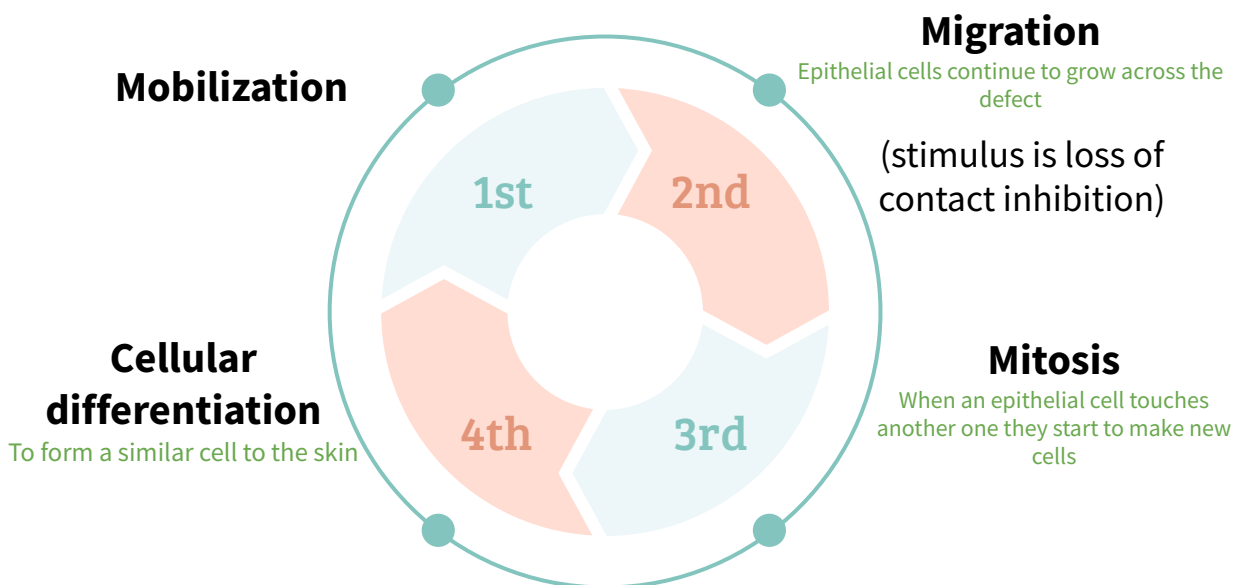 Mobilization
1st
Migration
Epithelial cells continue to grow across the
defect
(stimulus is loss of
contact inhibition)
2nd
Mitosis
When an epithelial cell touches
another one they start to make new
cells
3rd
Cellular
differentiation
To form a similar cell to the skin
4th